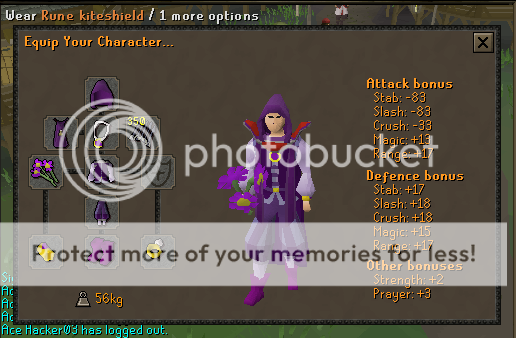 Wear Rune kiteshield / 1 more options
Equip Your Character...
350
Attack bonus
Stab: -83
Slash: -83
Crush: -33
Magic: +13
Range: +17
photobucket
Defence bonus
Stab: +17
Slash: +18
Crush: +18
Magic: +15
Range: +17
Protect more of your memories for less!
Other bonuses
Strength: +2
Prayer: +3
56kg
Ace Hacker03 has logged out.